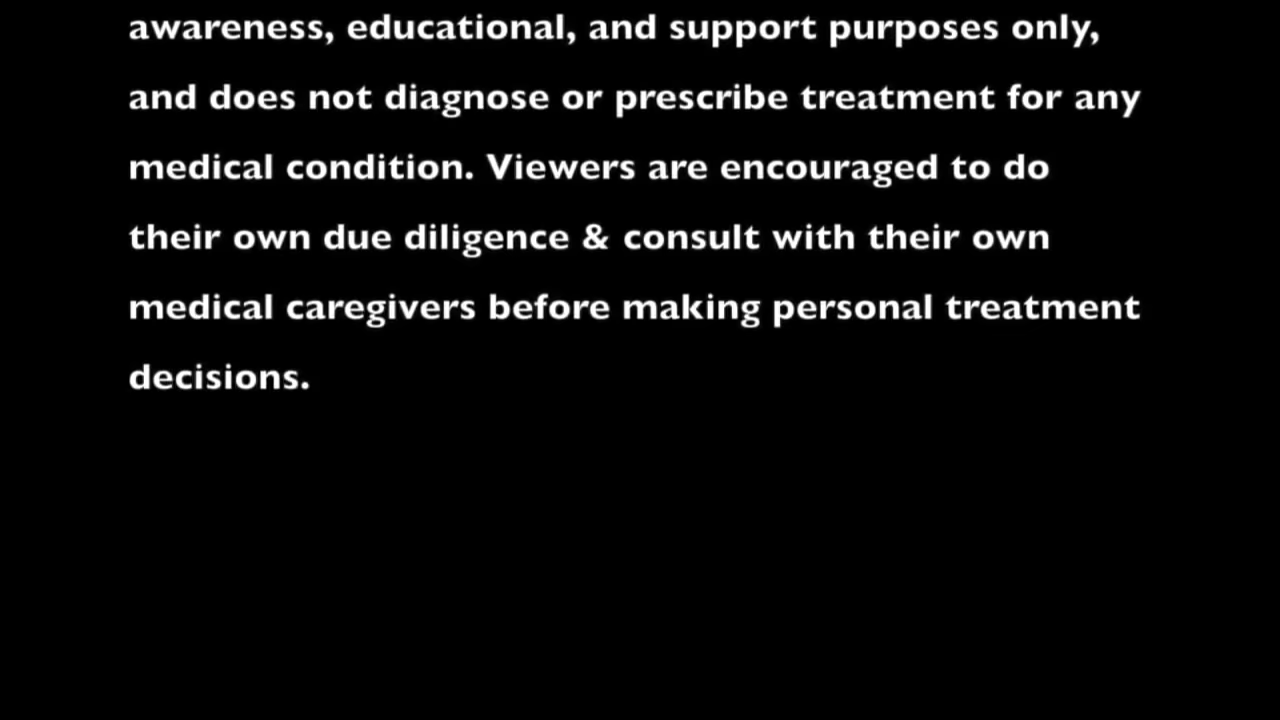 awareness, educational, and support purposes only,
and does not diagnose or prescribe treatment for any
medical condition. Viewers are encouraged to do
their own due diligence & consult with their own
medical caregivers before making personal treatment
decisions.